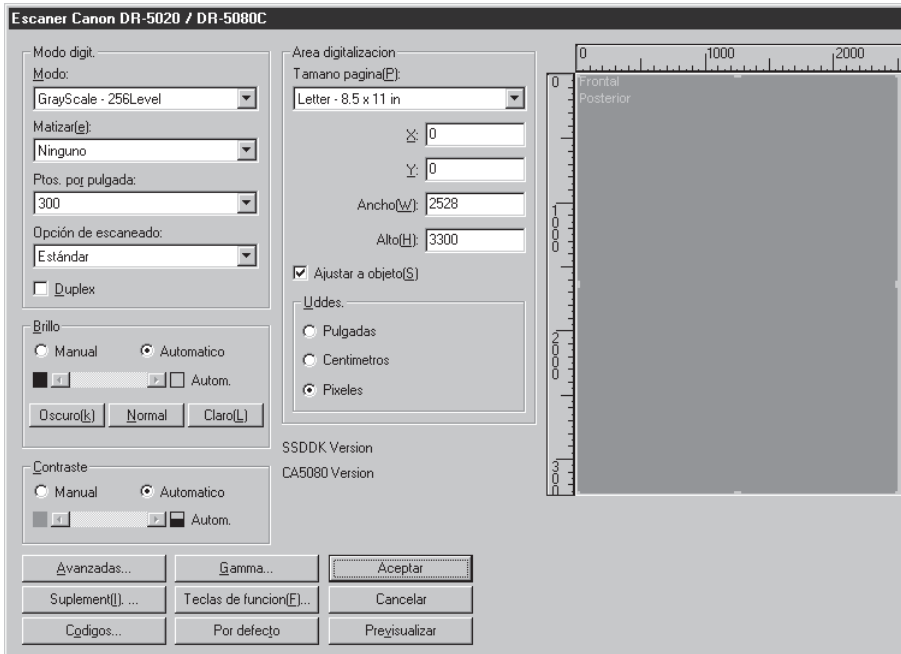 Escaner Canon DR-5020 / DR-5080C
Modo digit.
Modo:
GrayScale - 256Level
Matizar(e):
Ninguno
Ptos. por pulgada:
300
Opción de escaneado:
Estándar
Duplex
Brillo
Manual
Automatico
Autom.
Oscuro(k)
Normal
Claro(L)
Contraste
Manual
Automatico
Autom.
Area digitalizacion
Tamano pagina(P):
Letter - 8.5 x 11 in
X: 0
Y: 0
Ancho(W): 2528
Alto(H): 3300
Ajustar a objeto(S)
Uddes.
Pulgadas
Centimetros
Pixeles
SSDDK Version
CA5080 Version
0 1000 2000
0
1000
2000
300
Frontal
Posterior
Avanzadas...
Gamma...
Aceptar
Suplement(I). ...
Teclas de funcion(F)...
Cancelar
Codigos...
Por defecto
Previsualizar